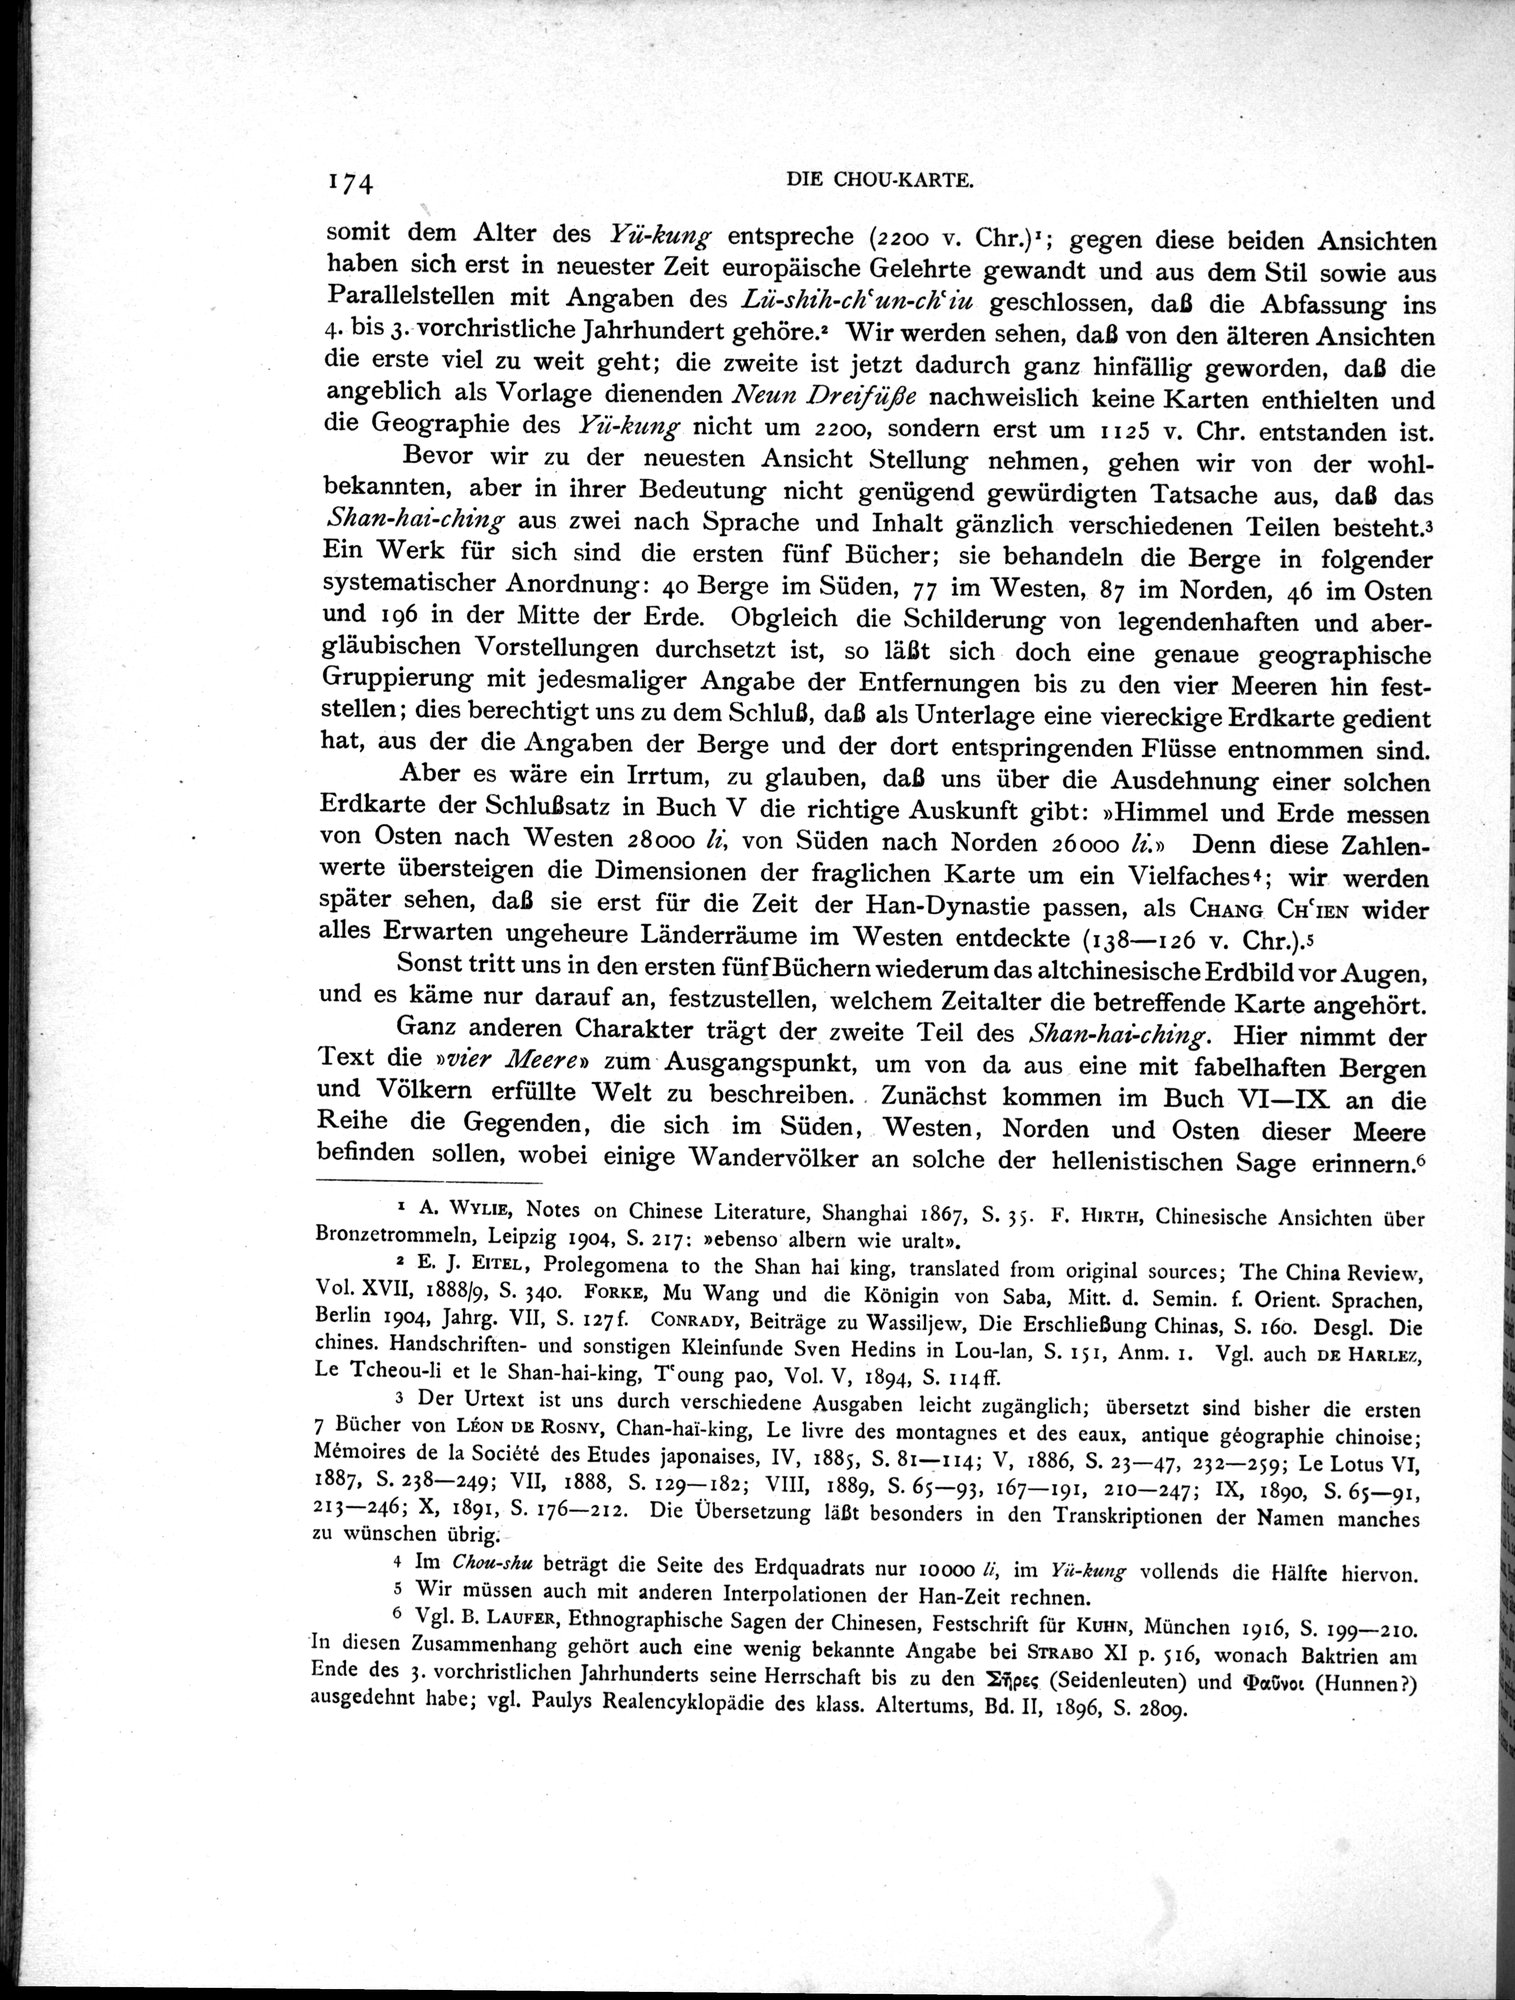 174
DIE CHOU-KARTE.
somit dem Alter des Yü-kung entspreche (2200 v. Chr.)¹; gegen diese beiden Ansichten
haben sich erst in neuester Zeit europäische Gelehrte gewandt und aus dem Stil sowie aus
Parallelstellen mit Angaben des Lü-shih-chʿun-chʿiu geschlossen, daß die Abfassung ins
4. bis 3. vorchristliche Jahrhundert gehöre.² Wir werden sehen, daß von den älteren Ansichten
die erste viel zu weit geht; die zweite ist jetzt dadurch ganz hinfällig geworden, daß die
angeblich als Vorlage dienenden Neun Dreifüße nachweislich keine Karten enthielten und
die Geographie des Yü-kung nicht um 2200, sondern erst um 1125 v. Chr. entstanden ist.
Bevor wir zu der neuesten Ansicht Stellung nehmen, gehen wir von der wohl-
bekannten, aber in ihrer Bedeutung nicht genügend gewürdigten Tatsache aus, daß das
Shan-hai-ching aus zwei nach Sprache und Inhalt gänzlich verschiedenen Teilen besteht.³
Ein Werk für sich sind die ersten fünf Bücher; sie behandeln die Berge in folgender
systematischer Anordnung: 40 Berge im Süden, 77 im Westen, 87 im Norden, 46 im Osten
und 196 in der Mitte der Erde. Obgleich die Schilderung von legendenhaften und aber-
gläubischen Vorstellungen durchsetzt ist, so läßt sich doch eine genaue geographische
Gruppierung mit jedesmaliger Angabe der Entfernungen bis zu den vier Meeren hin fest-
stellen; dies berechtigt uns zu dem Schluß, daß als Unterlage eine viereckige Erdkarte gedient
hat, aus der die Angaben der Berge und der dort entspringenden Flüsse entnommen sind.
Aber es wäre ein Irrtum, zu glauben, daß uns über die Ausdehnung einer solchen
Erdkarte der Schlußsatz in Buch V die richtige Auskunft gibt: »Himmel und Erde messen
von Osten nach Westen 28000 li, von Süden nach Norden 26000 li.» Denn diese Zahlen-
werte übersteigen die Dimensionen der fraglichen Karte um ein Vielfaches⁴; wir werden
später sehen, daß sie erst für die Zeit der Han-Dynastie passen, als CHANG CHʿIEN wider
alles Erwarten ungeheure Länderräume im Westen entdeckte (138—126 v. Chr.).⁵
Sonst tritt uns in den ersten fünf Büchern wiederum das altchinesische Erdbild vor Augen,
und es käme nur darauf an, festzustellen, welchem Zeitalter die betreffende Karte angehört.
Ganz anderen Charakter trägt der zweite Teil des Shan-hai-ching. Hier nimmt der
Text die »vier Meere» zum Ausgangspunkt, um von da aus eine mit fabelhaften Bergen
und Völkern erfüllte Welt zu beschreiben. Zunächst kommen im Buch VI—IX an die
Reihe die Gegenden, die sich im Süden, Westen, Norden und Osten dieser Meere
befinden sollen, wobei einige Wandervölker an solche der hellenistischen Sage erinnern.⁶
1 A. WYLIE, Notes on Chinese Literature, Shanghai 1867, S. 35. F. HIRTH, Chinesische Ansichten über
Bronzetrommeln, Leipzig 1904, S. 217: »ebenso albern wie uralt».
2 E. J. EITEL, Prolegomena to the Shan hai king, translated from original sources; The China Review,
Vol. XVII, 1888/9, S. 340. FORKE, Mu Wang und die Königin von Saba, Mitt. d. Semin. f. Orient. Sprachen,
Berlin 1904, Jahrg. VII, S. 127f. CONRADY, Beiträge zu Wassiljew, Die Erschließung Chinas, S. 160. Desgl. Die
chines. Handschriften- und sonstigen Kleinfunde Sven Hedins in Lou-lan, S. 151, Anm. 1. Vgl. auch DE HARLEZ,
Le Tcheou-li et le Shan-hai-king, Tʿoung pao, Vol. V, 1894, S. 114ff.
3 Der Urtext ist uns durch verschiedene Ausgaben leicht zugänglich; übersetzt sind bisher die ersten
7 Bücher von LÉON DE ROSNY, Chan-haï-king, Le livre des montagnes et des eaux, antique géographie chinoise;
Mémoires de la Société des Etudes japonaises, IV, 1885, S. 81—114; V, 1886, S. 23—47, 232—259; Le Lotus VI,
1887, S. 238—249; VII, 1888, S. 129—182; VIII, 1889, S. 65—93, 167—191, 210—247; IX, 1890, S. 65—91,
213—246; X, 1891, S. 176—212. Die Übersetzung läßt besonders in den Transkriptionen der Namen manches
zu wünschen übrig.
4 Im Chou-shu beträgt die Seite des Erdquadrats nur 10000 li, im Yü-kung vollends die Hälfte hiervon.
5 Wir müssen auch mit anderen Interpolationen der Han-Zeit rechnen.
6 Vgl. B. LAUFER, Ethnographische Sagen der Chinesen, Festschrift für KUHN, München 1916, S. 199—210.
In diesen Zusammenhang gehört auch eine wenig bekannte Angabe bei STRABO XI p. 516, wonach Baktrien am
Ende des 3. vorchristlichen Jahrhunderts seine Herrschaft bis zu den Σῆρες (Seidenleuten) und Φαῦνοι (Hunnen?)
ausgedehnt habe; vgl. Paulys Realencyklopädie des klass. Altertums, Bd. II, 1896, S. 2809.